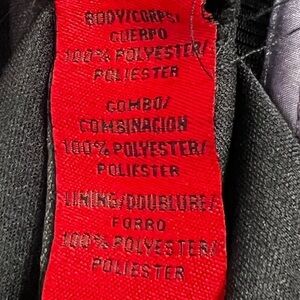 BODY/CORPS/
CUERPO
100% POLYESTER/
POLIESTER
COMBO/
COMBINACION
100% POLYESTER/
POLIESTER
LINING/DOUBLURE/
FORRO
100% POLYESTER/
POLIESTER